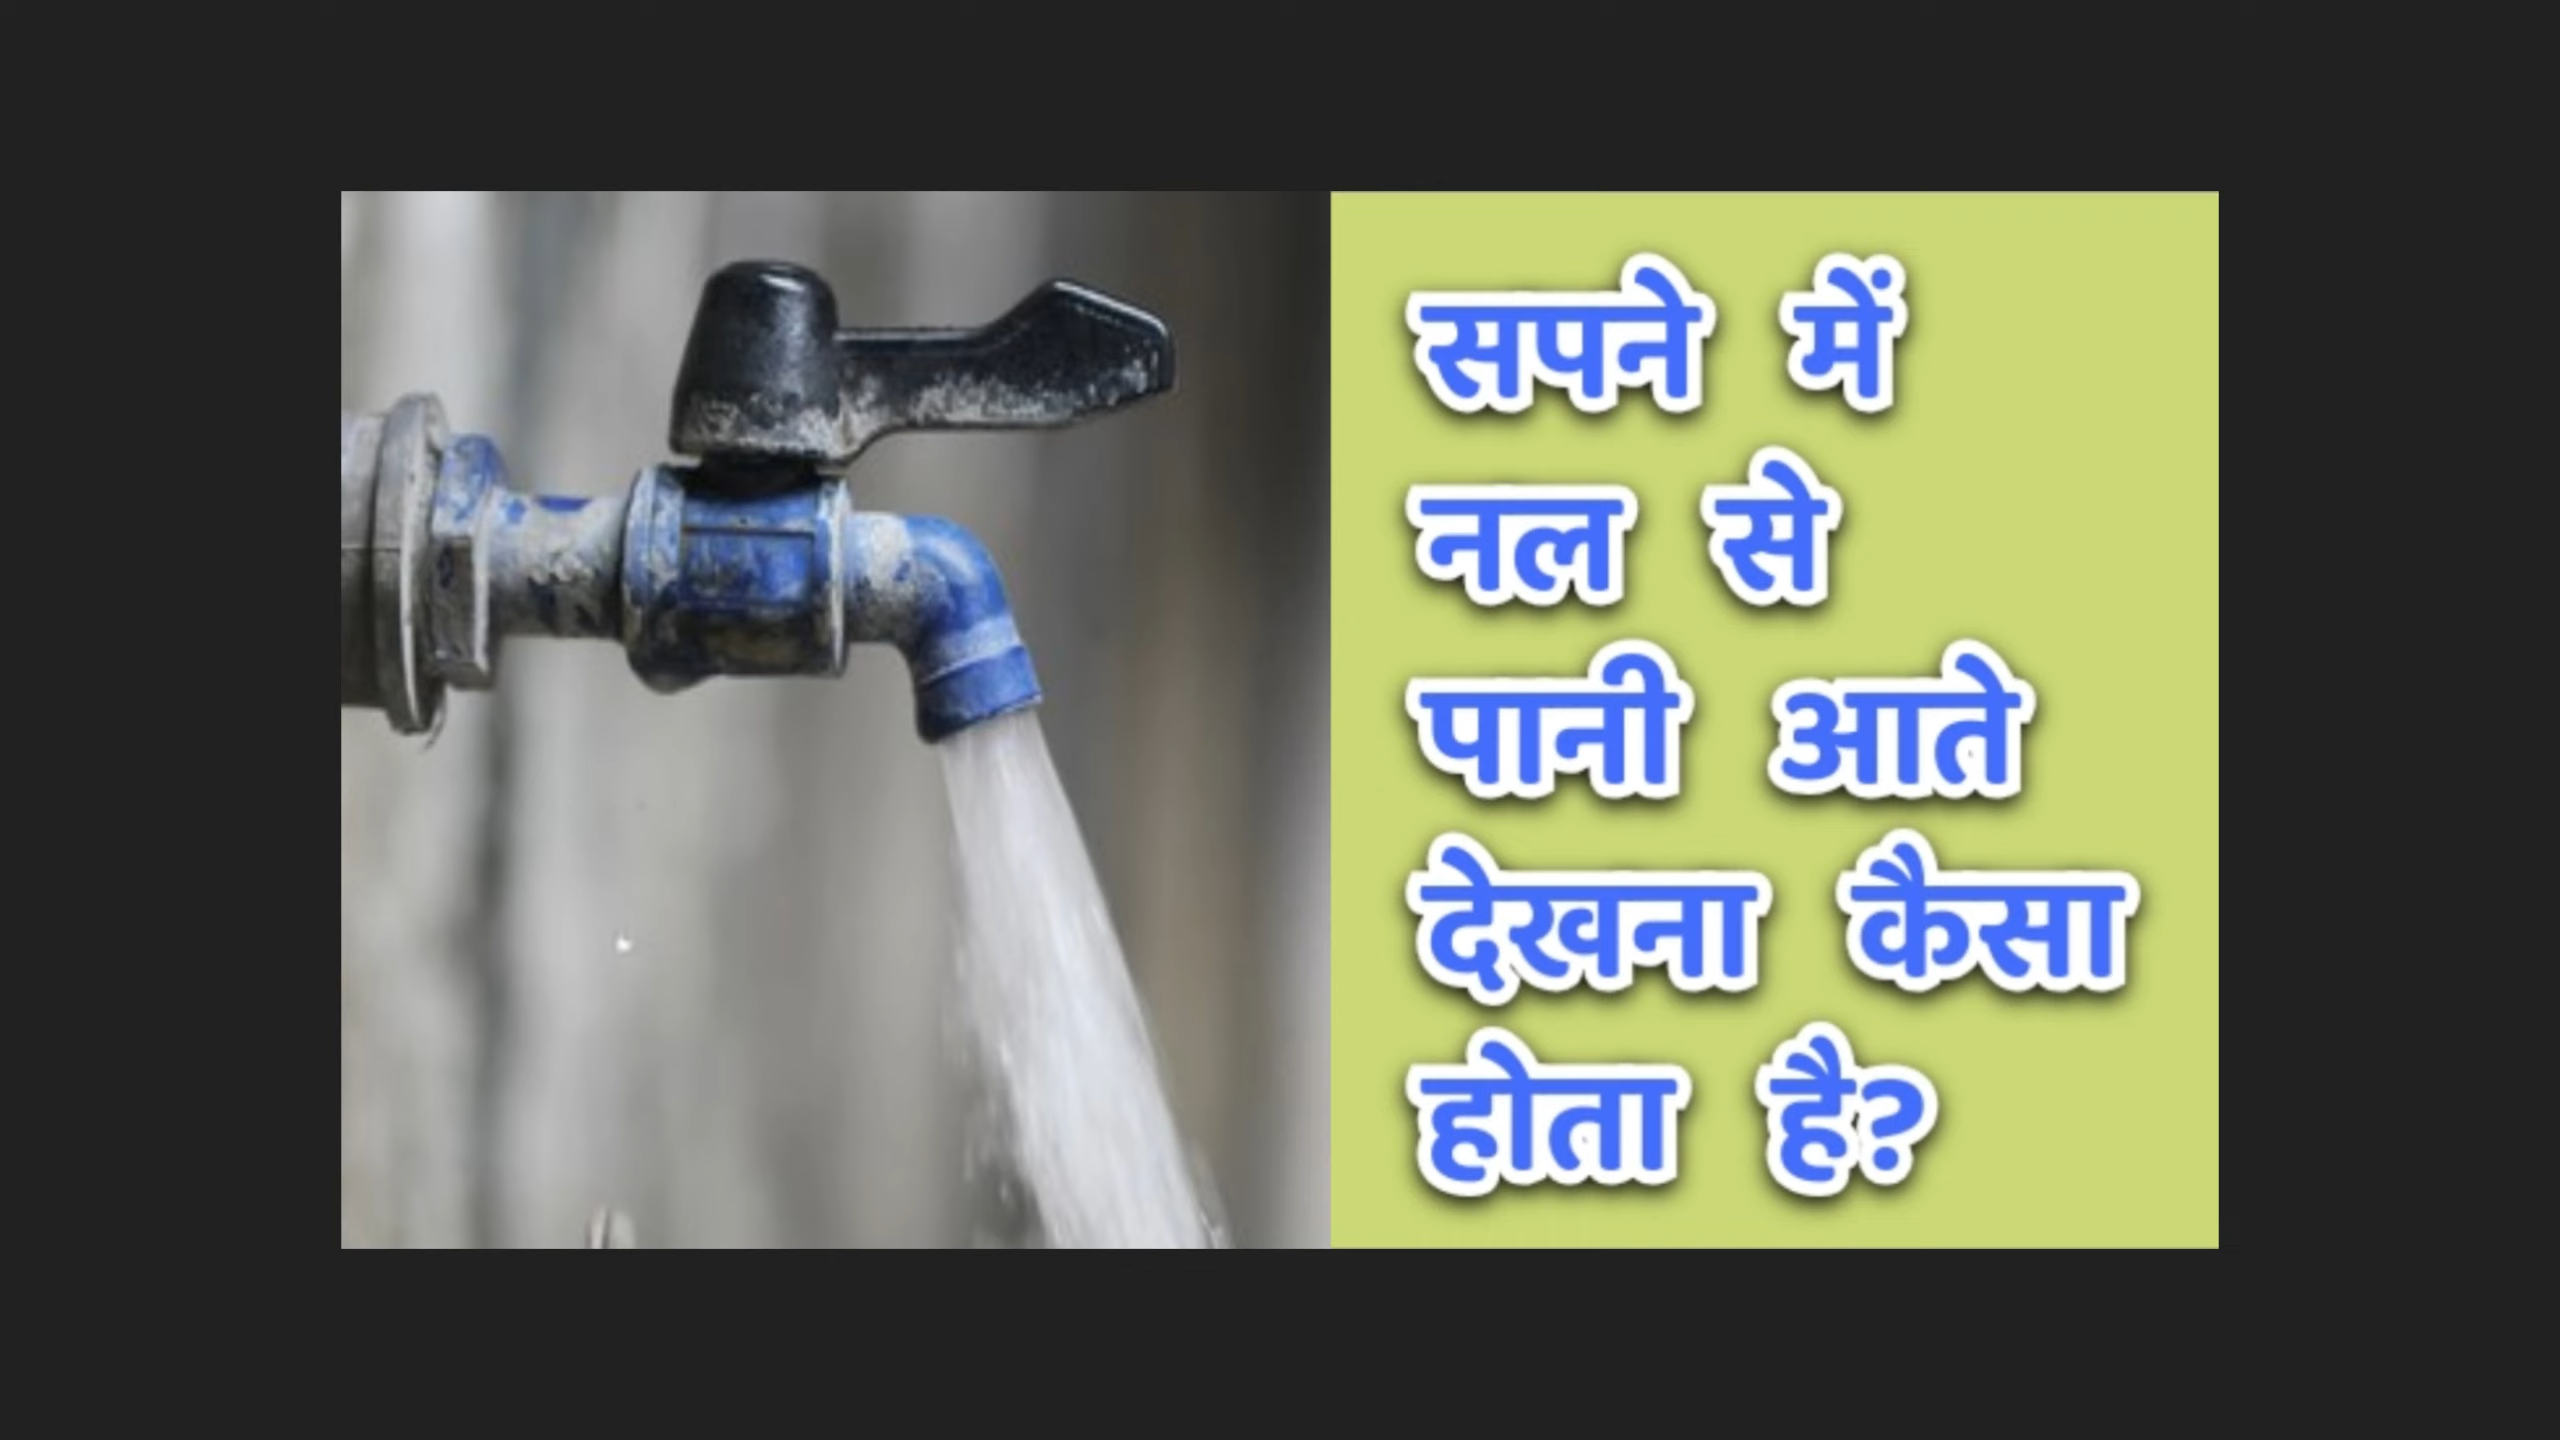 सपने में
नल से
पानी आते
देखना कैसा
होता है?